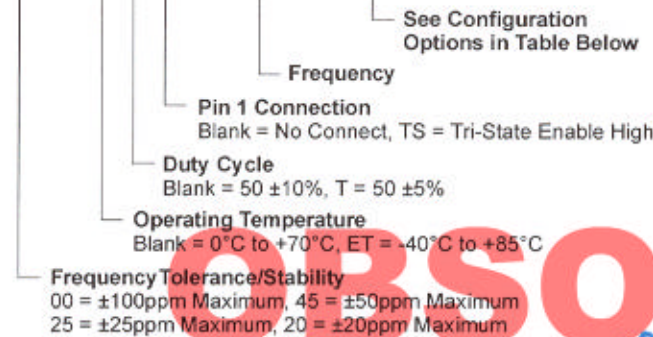 See Configuration
Options in Table Below
Frequency
Pin 1 Connection
Blank = No Connect, TS = Tri-State Enable High
Duty Cycle
Blank = 50 ±10%, T = 50 ±5%
Operating Temperature
Blank = 0°C to +70°C, ET = -40°C to +85°C
Frequency Tolerance/Stability
00 = ±100ppm Maximum, 45 = ±50ppm Maximum
25 = ±25ppm Maximum, 20 = ±20ppm Maximum
OBSO